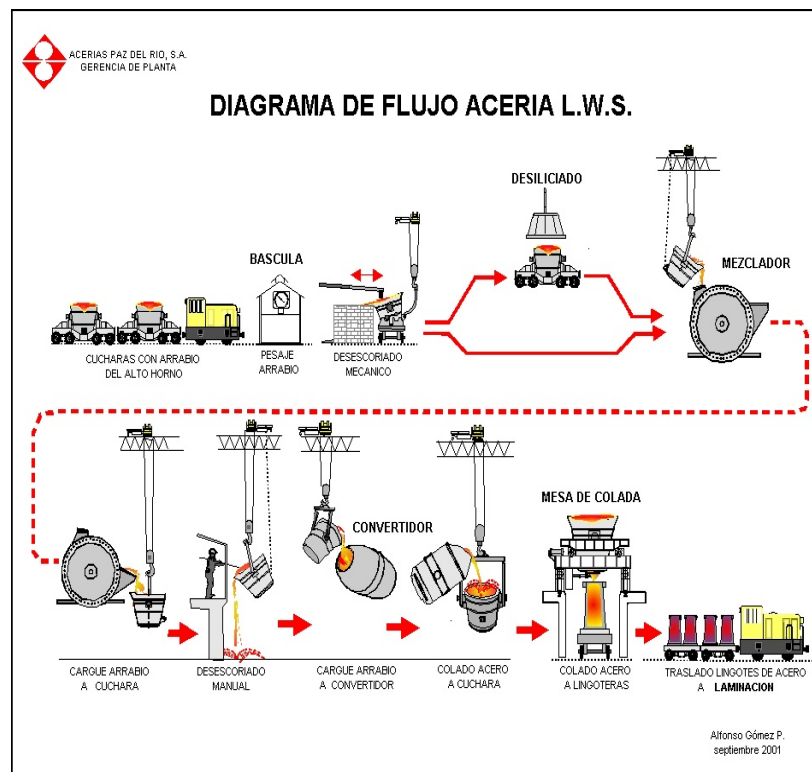 ACERIAS PAZ DEL RIO, S.A.
GERENCIA DE PLANTA
DIAGRAMA DE FLUJO ACERIA L.W.S.
DESILICIADO
BASCULA
MEZCLADOR
CUCHARAS CON ARRABIO
DEL ALTO HORNO
PESAJE
ARRABIO
DESESCORIADO
MECANICO
CONVERTIDOR
MESA DE COLADA
CARGUE ARRABIO
A CUCHARA
DESESCORIADO
MANUAL
CARGUE ARRABIO
A CONVERTIDOR
COLADO ACERO
A CUCHARA
COLADO ACERO
A LINGOTERAS
TRASLADO LINGOTES DE ACERO
A LAMINACION
Alfonso Gómez P.
septiembre 2001